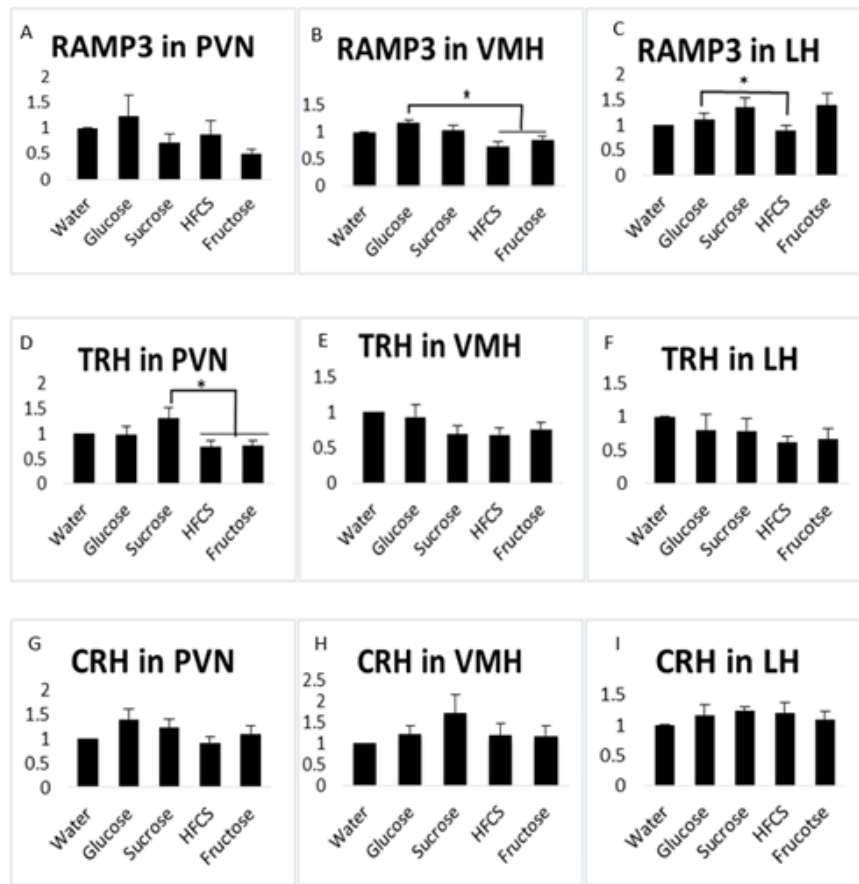 A
RAMP3 in PVN
2
1.5
1
0.5
0
Water
Glucose
Sucrose
HFCS
Fructose
B
RAMP3 in VMH
*
1.5
1
0.5
0
Water
Glucose
Sucrose
HFCS
Fructose
C
RAMP3 in LH
*
2
1.5
1
0.5
0
Water
Glucose
Sucrose
HFCS
Frucotse
D
TRH in PVN
*
2
1.5
1
0.5
0
Water
Glucose
Sucrose
HFCS
Fructose
E
TRH in VMH
1.5
1
0.5
0
Water
Glucose
Sucrose
HFCS
Fructose
F
TRH in LH
1.5
1
0.5
0
Water
Glucose
Sucrose
HFCS
Frucotse
G
CRH in PVN
2
1.5
1
0.5
0
Water
Glucose
Sucrose
HFCS
Fructose
H
CRH in VMH
2.5
2
1.5
1
0.5
0
Water
Glucose
Sucrose
HFCS
Fructose
I
CRH in LH
1.5
1
0.5
0
Water
Glucose
Sucrose
HFCS
Frucotse